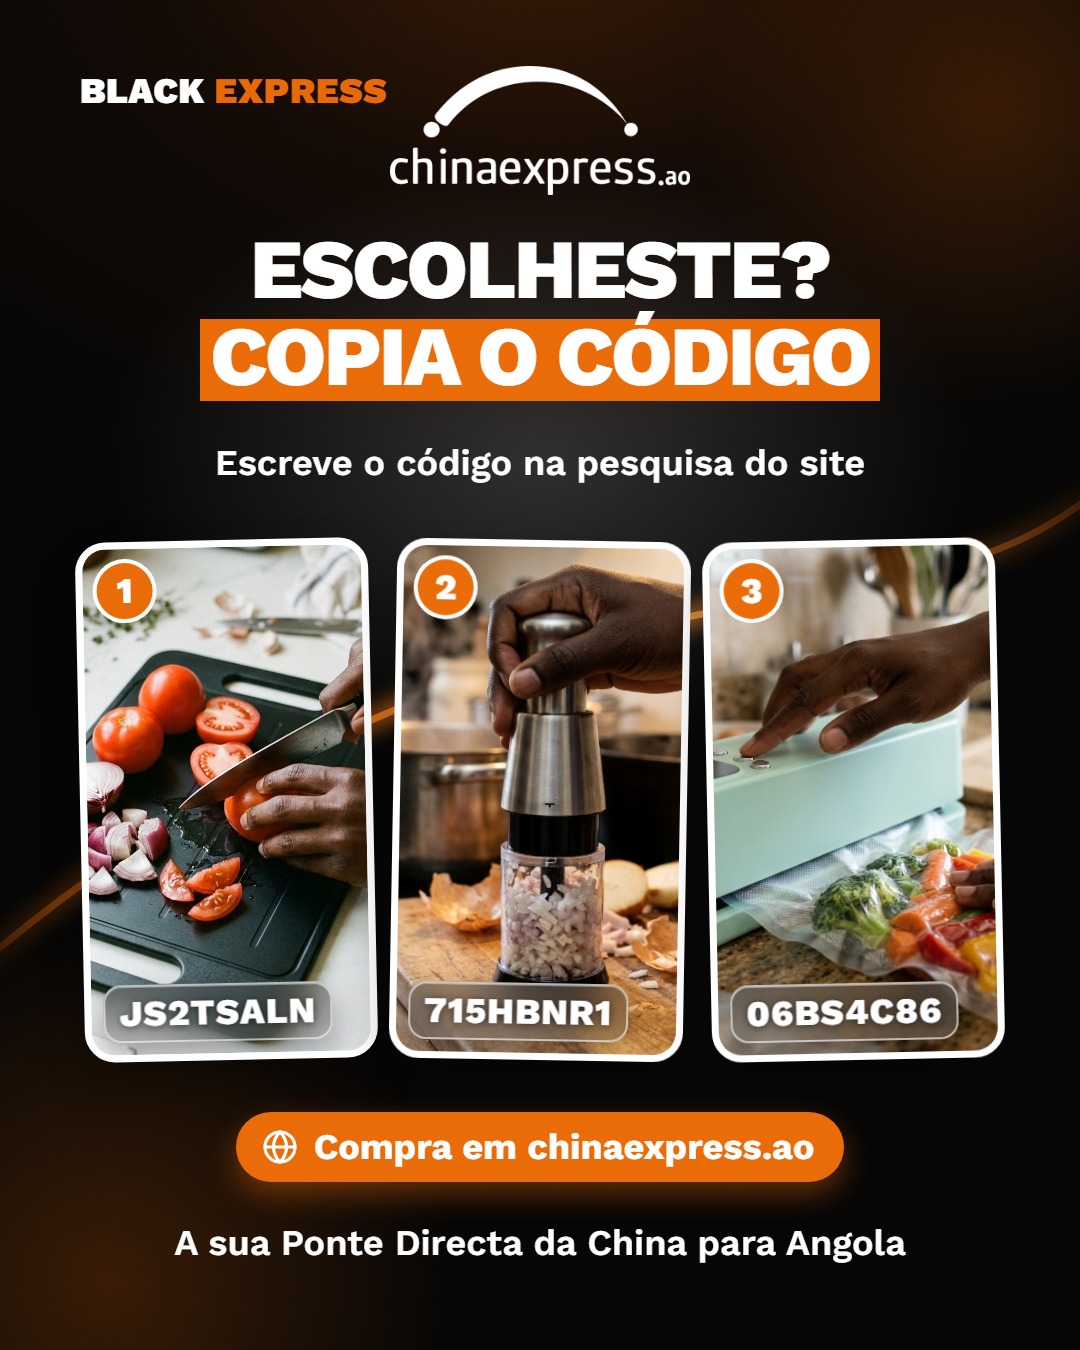 BLACK EXPRESS
chinaexpress.ao
ESCOLHESTE?
COPIA O CÓDIGO
Escreve o código na pesquisa do site
1
2
3
JS2TSALN
715HBNR1
06BS4C86
Compra em chinaexpress.ao
A sua Ponte Directa da China para Angola